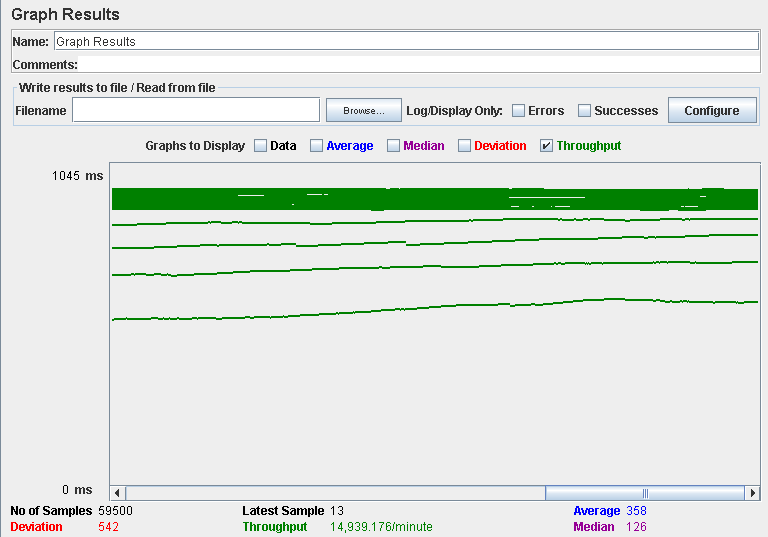 Graph Results
Name: Graph Results
Comments:
Write results to file / Read from file
Filename Browse... Log/Display Only: Errors Successes Configure
Graphs to Display Data Average Median Deviation Throughput
1045 ms
0 ms
No of Samples 59500 Latest Sample 13 Average 358
Deviation 542 Throughput 14,939.176/minute Median 126